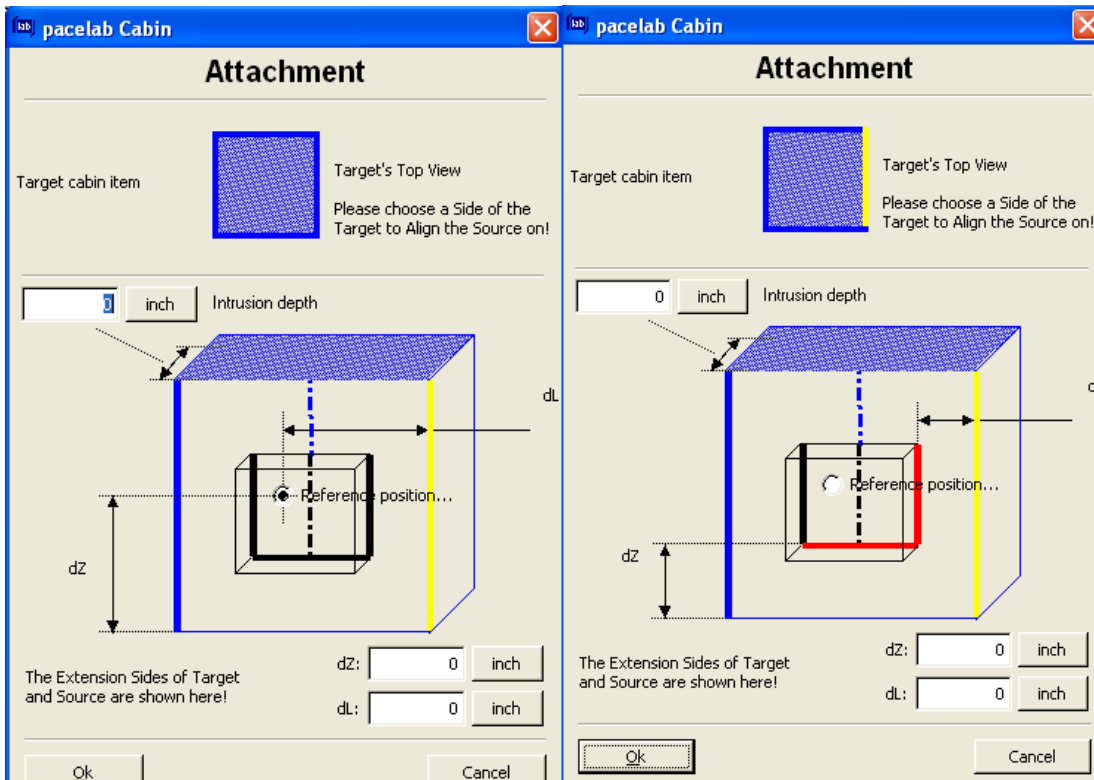 lab pacelab Cabin
Attachment
Target cabin item
Target's Top View
Please choose a Side of the
Target to Align the Source on!
0 inch Intrusion depth
dL
Reference position...
dZ
The Extension Sides of Target
and Source are shown here!
dZ: 0 inch
dL: 0 inch
Ok Cancel
lab pacelab Cabin
Attachment
Target cabin item
Target's Top View
Please choose a Side of the
Target to Align the Source on!
0 inch Intrusion depth
Reference position...
dZ
The Extension Sides of Target
and Source are shown here!
dZ: 0 inch
dL: 0 inch
Ok Cancel